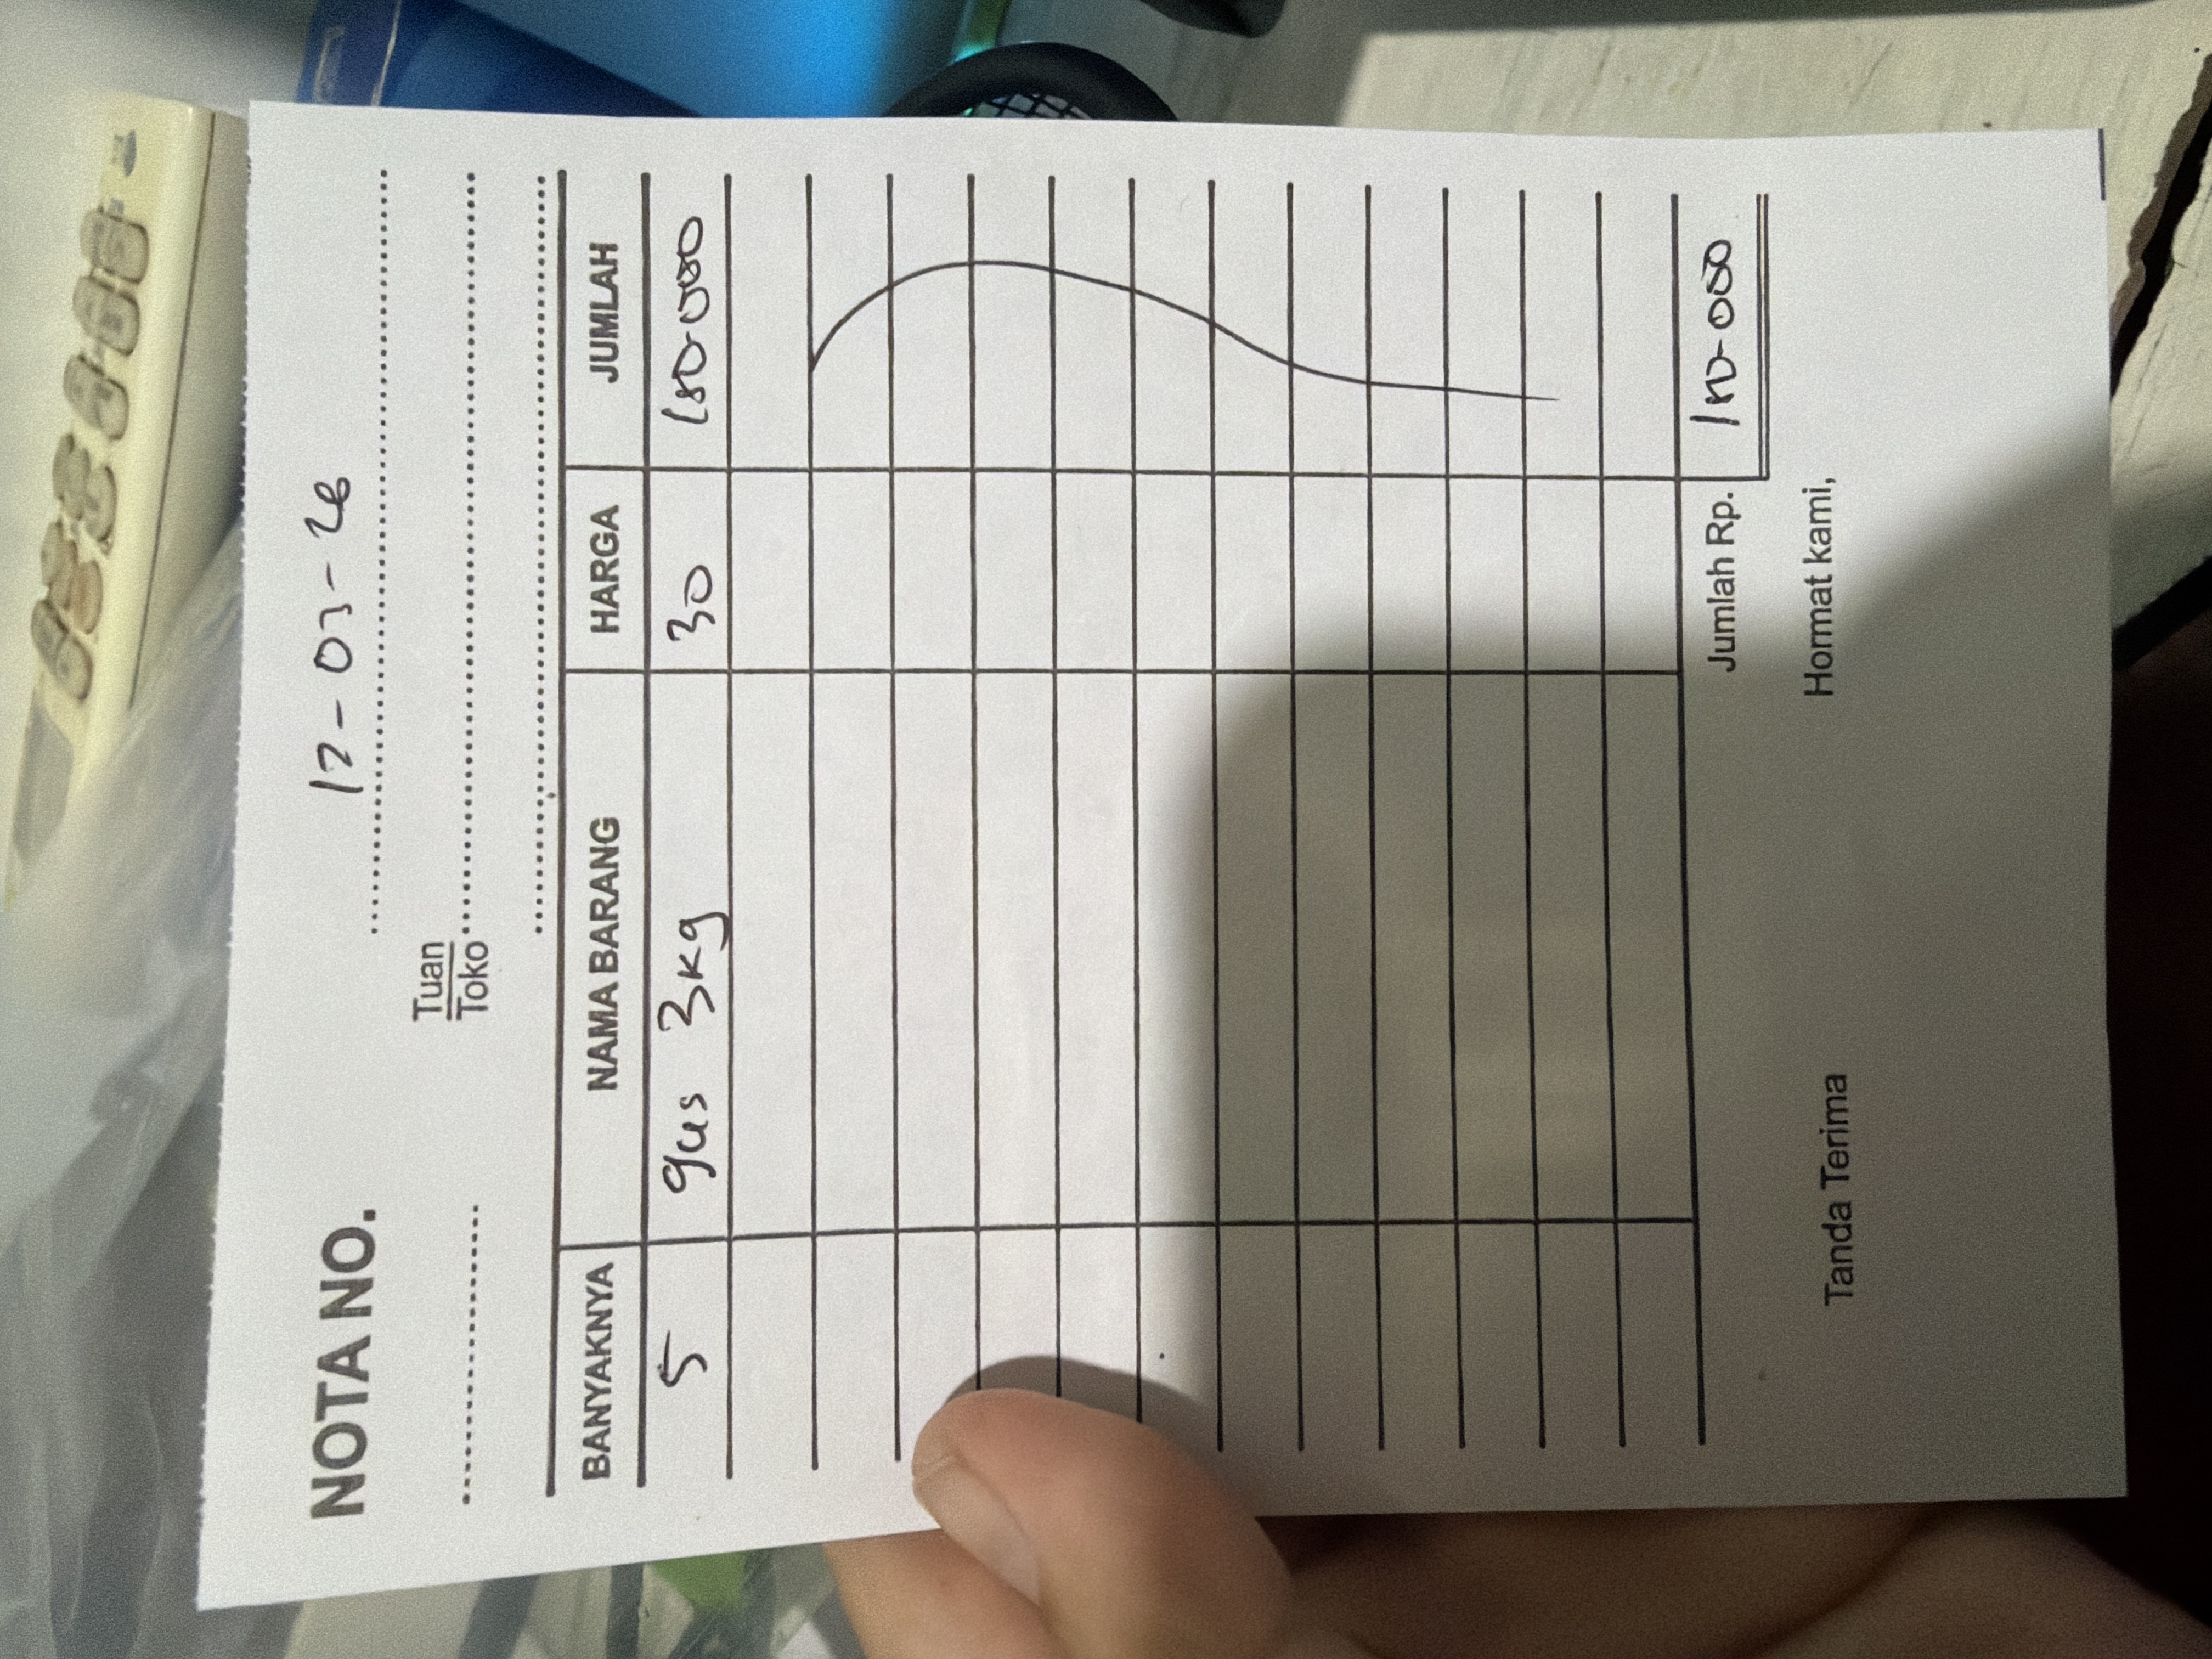 NOTA NO.
12-03-26
Tuan
Toko
BANYAKNYA NAMA BARANG HARGA JUMLAH
5 gas 3kg 30 150.000
Jumlah Rp. 150.000
Tanda Terima Hormat kami,